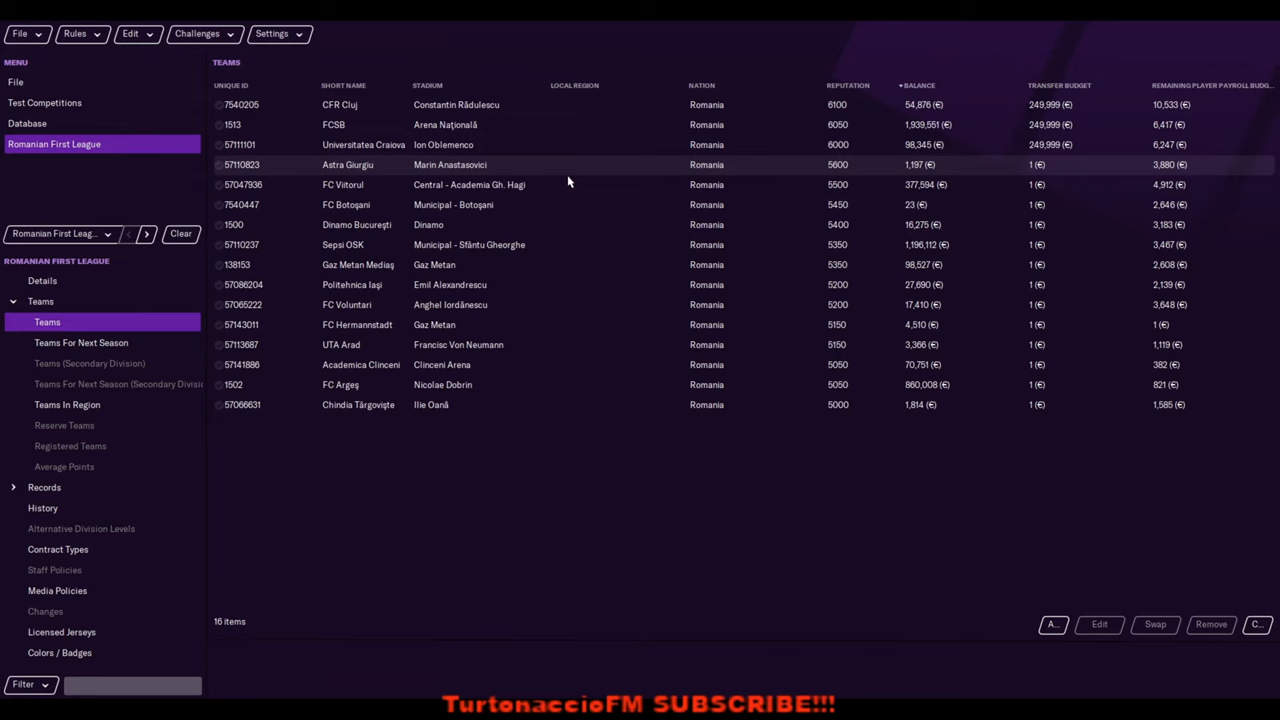 File Rules Edit Challenges Settings
MENU
File
Test Competitions
Database
Romanian First League
Romanian First Leag... Clear
ROMANIAN FIRST LEAGUE
Details
Teams
Teams
Teams For Next Season
Teams (Secondary Division)
Teams For Next Season (Secondary Divisio
Teams In Region
Reserve Teams
Registered Teams
Average Points
Records
History
Alternative Division Levels
Contract Types
Staff Policies
Media Policies
Changes
Licensed Jerseys
Colors / Badges
Filter
TEAMS
UNIQUE ID SHORT NAME STADIUM LOCAL REGION NATION REPUTATION BALANCE TRANSFER BUDGET REMAINING PLAYER PAYROLL BUDG...
7540205 CFR Cluj Constantin Rădulescu Romania 6100 54,876 (€) 249,999 (€) 10,533 (€)
1513 FCSB Arena Naţională Romania 6050 1,939,551 (€) 249,999 (€) 6,417 (€)
57111101 Universitatea Craiova Ion Oblemenco Romania 6000 98,345 (€) 249,999 (€) 6,247 (€)
57110823 Astra Giurgiu Marin Anastasovici Romania 5600 1,197 (€) 1 (€) 3,880 (€)
57047936 FC Viitorul Central - Academia Gh. Hagi Romania 5500 377,594 (€) 1 (€) 4,912 (€)
7540447 FC Botoşani Municipal - Botoşani Romania 5450 23 (€) 1 (€) 2,646 (€)
1500 Dinamo Bucureşti Dinamo Romania 5400 16,275 (€) 1 (€) 3,183 (€)
57110237 Sepsi OSK Municipal - Sfântu Gheorghe Romania 5350 1,196,112 (€) 1 (€) 3,467 (€)
138153 Gaz Metan Mediaş Gaz Metan Romania 5350 98,527 (€) 1 (€) 2,608 (€)
57086204 Politehnica Iaşi Emil Alexandrescu Romania 5200 27,690 (€) 1 (€) 2,139 (€)
57065222 FC Voluntari Anghel Iordănescu Romania 5200 17,410 (€) 1 (€) 3,648 (€)
57143011 FC Hermannstadt Gaz Metan Romania 5150 4,510 (€) 1 (€) 1 (€)
57113687 UTA Arad Francisc Von Neumann Romania 5150 3,366 (€) 1 (€) 1,119 (€)
57141886 Academica Clinceni Clinceni Arena Romania 5050 70,751 (€) 1 (€) 382 (€)
1502 FC Argeş Nicolae Dobrin Romania 5050 860,008 (€) 1 (€) 821 (€)
57066631 Chindia Târgovişte Ilie Oană Romania 5000 1,814 (€) 1 (€) 1,585 (€)
16 items A... Edit Swap Remove C...
TurtonaccioFM SUBSCRIBE!!!